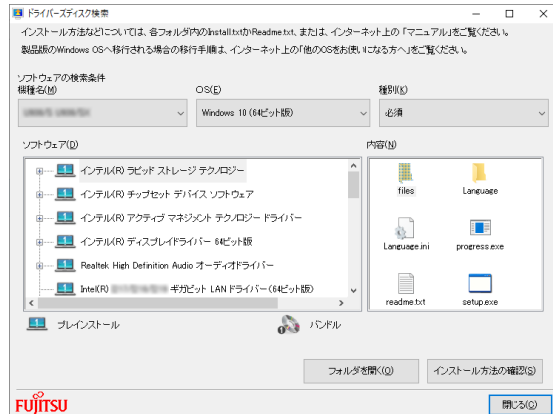 ドライバーズディスク検索
インストール方法などについては、各フォルダ内のInstall.txtかReadme.txt、または、インターネット上の「マニュアル」をご覧ください。
製品版のWindows OSへ移行される場合の移行手順は、インターネット上の「他のOSをお使いになる方へ」をご覧ください。
ソフトウェアの検索条件
機種名(M) OS(E) 種別(K)
Windows 10 (64ビット版) 必須
ソフトウェア(D) 内容(N)
インテル(R) ラピッド ストレージ テクノロジー
インテル(R) チップセット デバイス ソフトウェア
インテル(R) アクティブ マネジメント テクノロジー ドライバー
インテル(R) ディスプレイドライバー 64ビット版
Realtek High Definition Audio オーディオドライバー
Intel(R) ギガビット LAN ドライバー(64ビット版)
files Language
Language.ini progress.exe
readme.txt setup.exe
プレインストール バンドル
フォルダを開く(O) インストール方法の確認(S)
FUJITSU 閉じる(C)